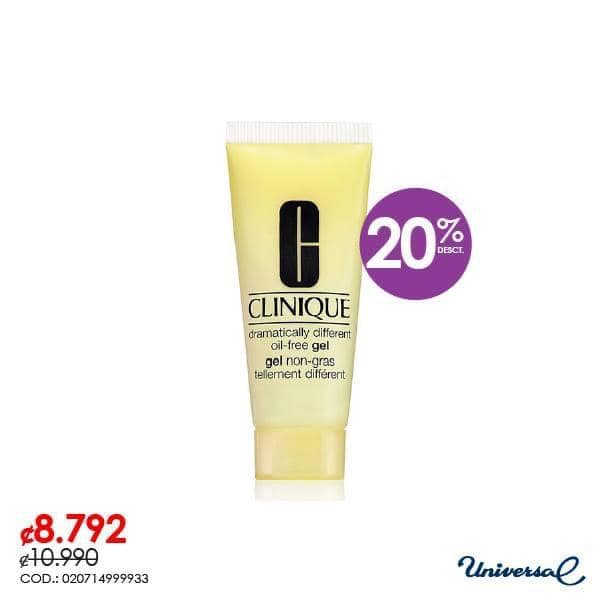 C
CLINIQUE
dramatically different
oil-free gel
gel non-gras
tellement différent
20% DESCT.
₡8.792
₡10.990
COD.: 020714999933
Universal